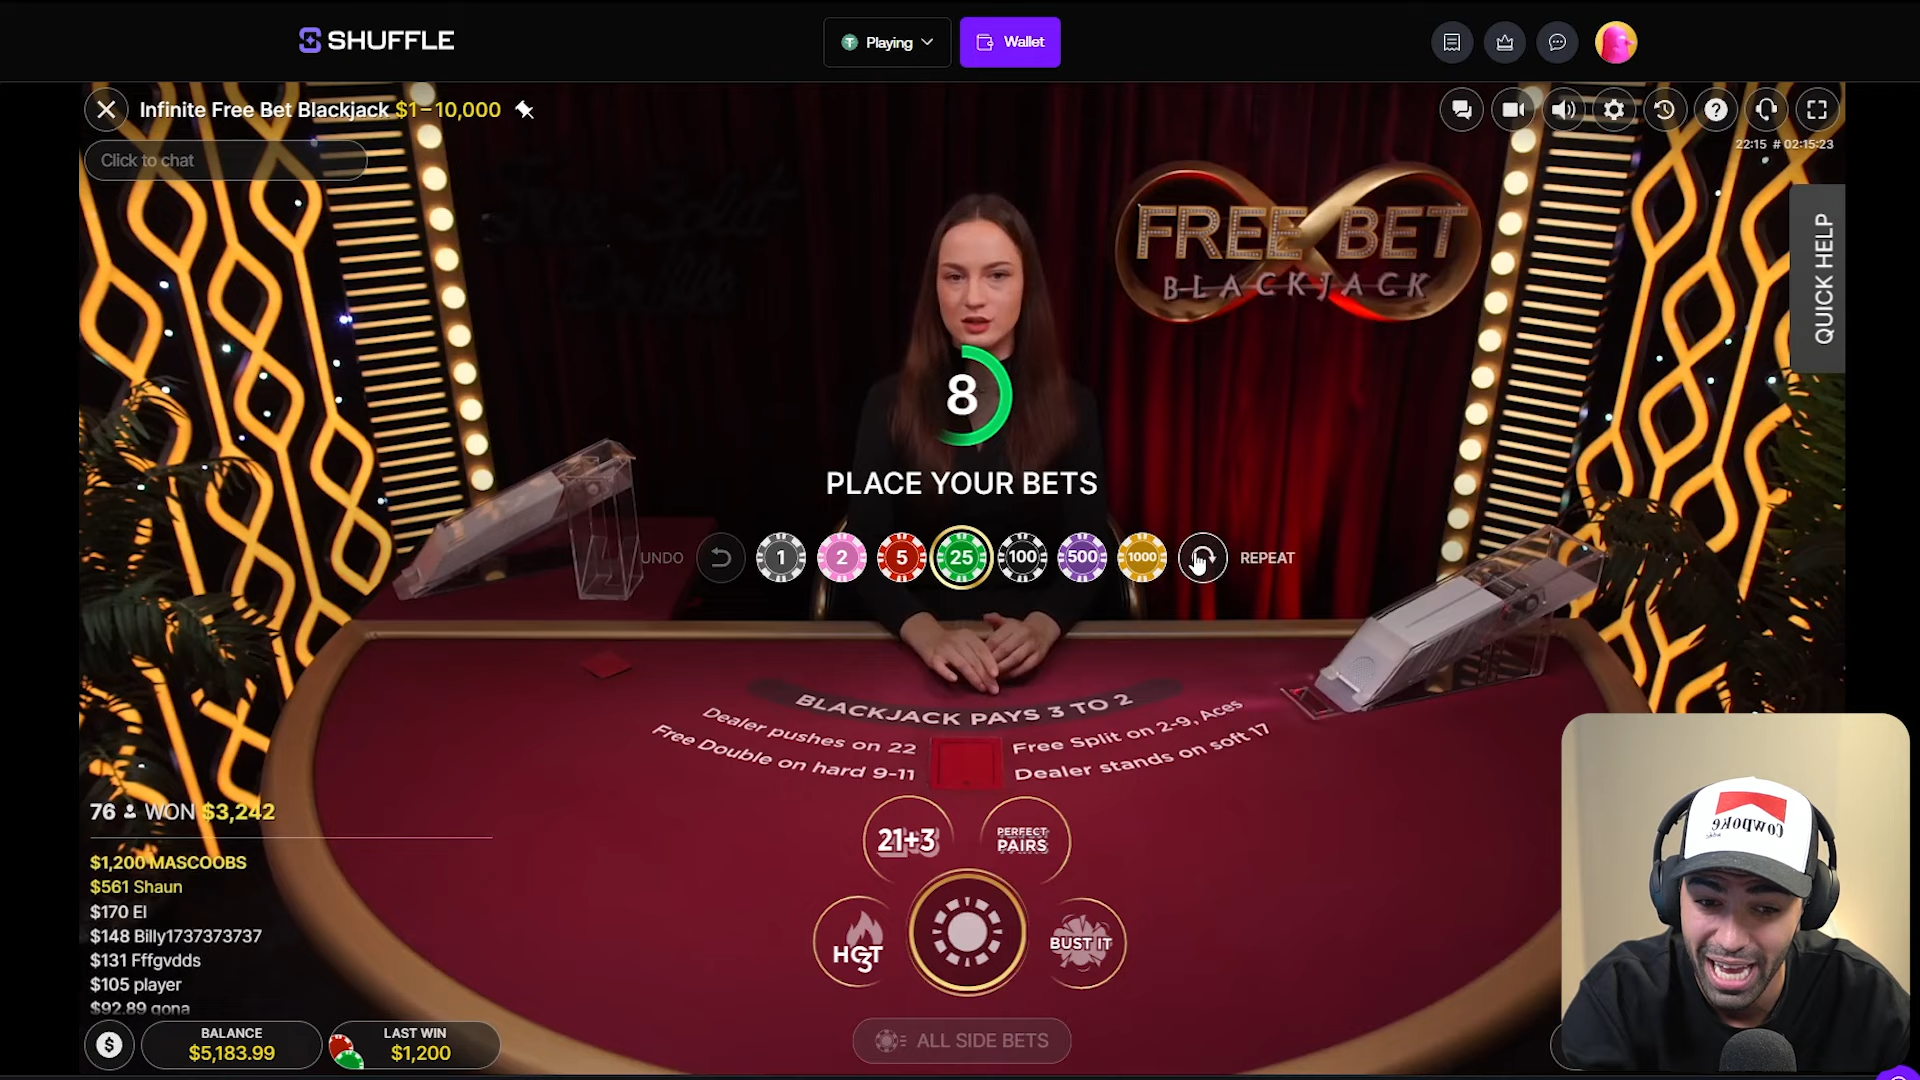 SHUFFLE
Playing
Wallet
Infinite Free Bet Blackjack $1–10,000
Click to chat
22:15 # 02:15:23
QUICK HELP
FREE BET
BLACKJACK
8
PLACE YOUR BETS
UNDO
1
2
5
25
100
500
1000
REPEAT
BLACKJACK PAYS 3 TO 2
Dealer pushes on 22
Free Split on 2-9, Aces
Free Double on hard 9-11
Dealer stands on soft 17
76 WON $3,242
$1,200 MASCOOBS
$561 Shaun
$170 El
$148 Billy1737373737
$131 Fffgvdds
$105 player
$92.89 gona
21+3
PERFECT
PAIRS
HOT
3
BUST IT
ALL SIDE BETS
BALANCE
$5,183.99
LAST WIN
$1,200
COWPOKE